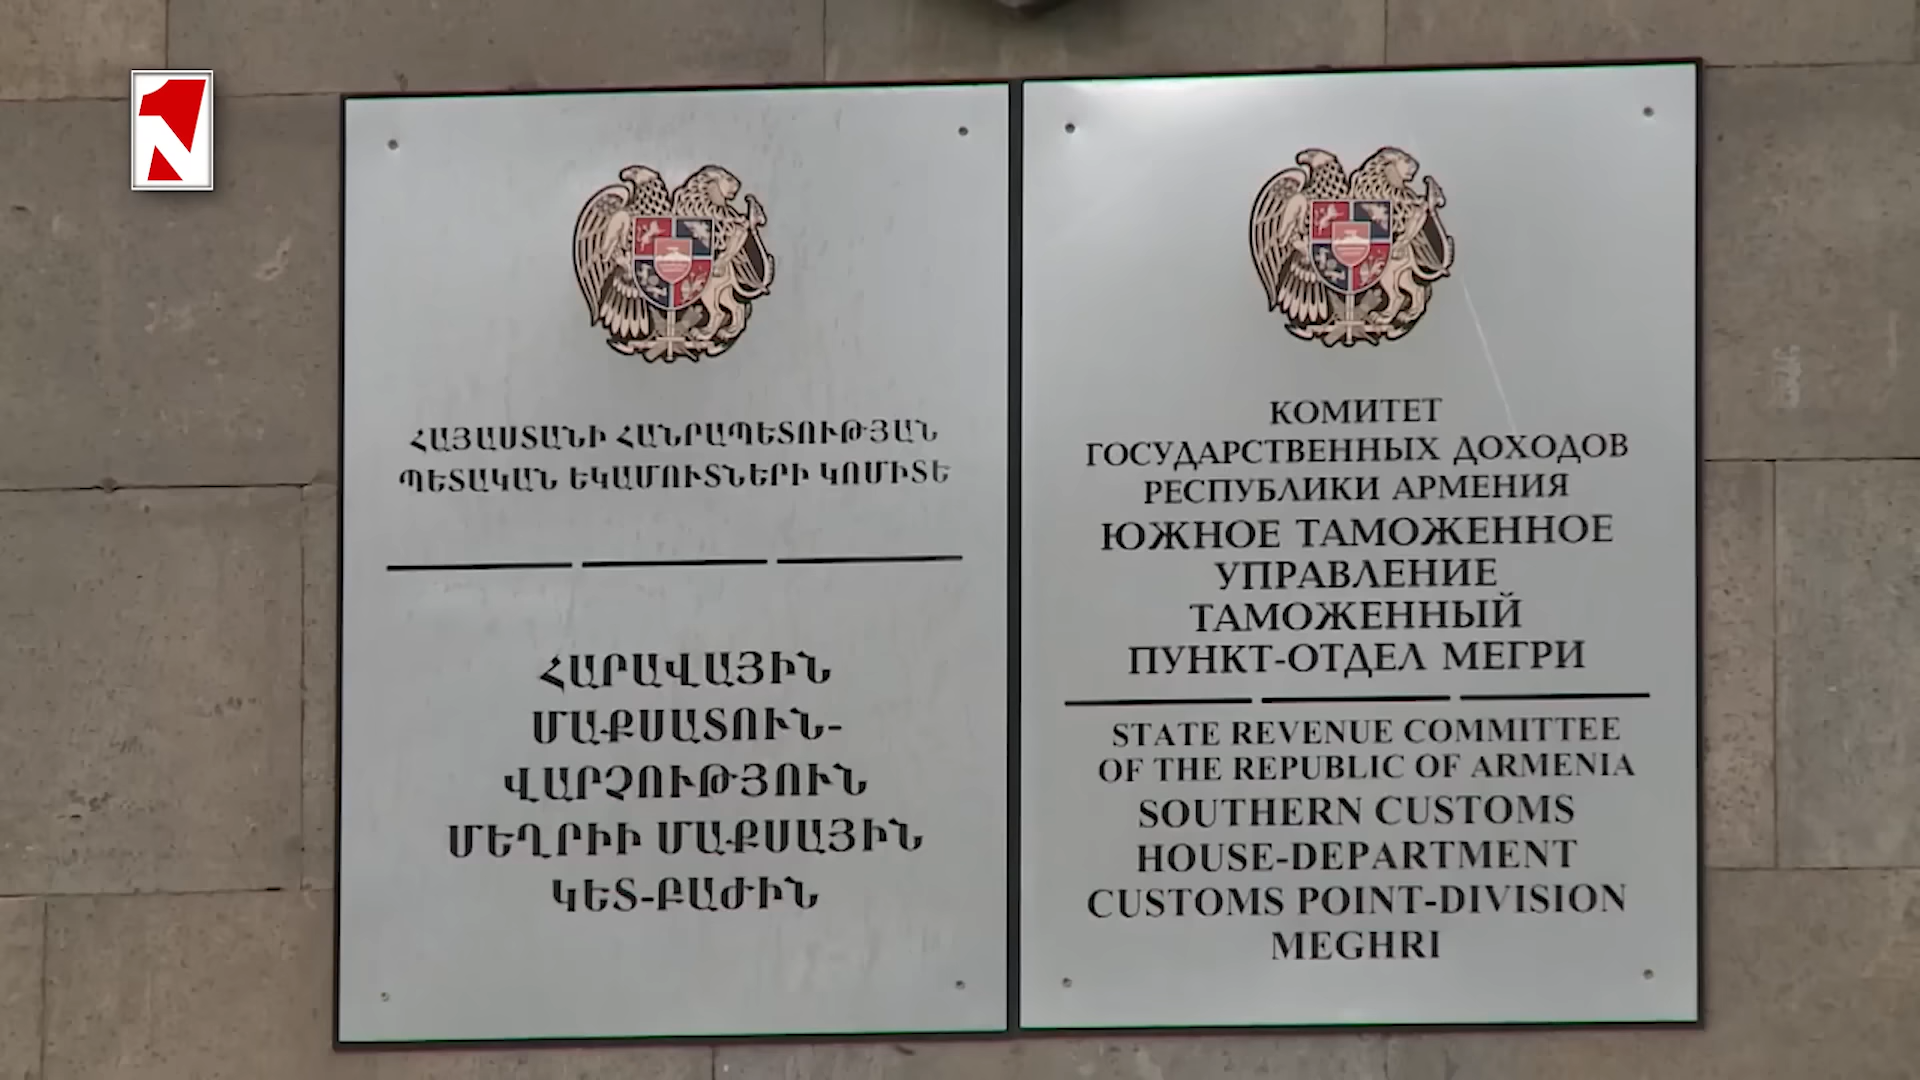 ՀԱՅԱՍՏԱՆԻ ՀԱՆՐԱՊԵՏՈՒԹՅԱՆ
ՊԵՏԱԿԱՆ ԵԿԱՄՈՒՏՆԵՐԻ ԿՈՄԻՏԵ
ՀԱՐԱՎԱՅԻՆ
ՄԱՔՍԱՏՈՒՆ-
ՎԱՐՉՈՒԹՅՈՒՆ
ՄԵՂՐԻԻ ՄԱՔՍԱՅԻՆ
ԿԵՏ-ԲԱԺԻՆ
КОМИТЕТ
ГОСУДАРСТВЕННЫХ ДОХОДОВ
РЕСПУБЛИКИ АРМЕНИЯ
ЮЖНОЕ ТАМОЖЕННОЕ
УПРАВЛЕНИЕ
ТАМОЖЕННЫЙ
ПУНКТ-ОТДЕЛ МЕГРИ
STATE REVENUE COMMITTEE
OF THE REPUBLIC OF ARMENIA
SOUTHERN CUSTOMS
HOUSE-DEPARTMENT
CUSTOMS POINT-DIVISION
MEGHRI